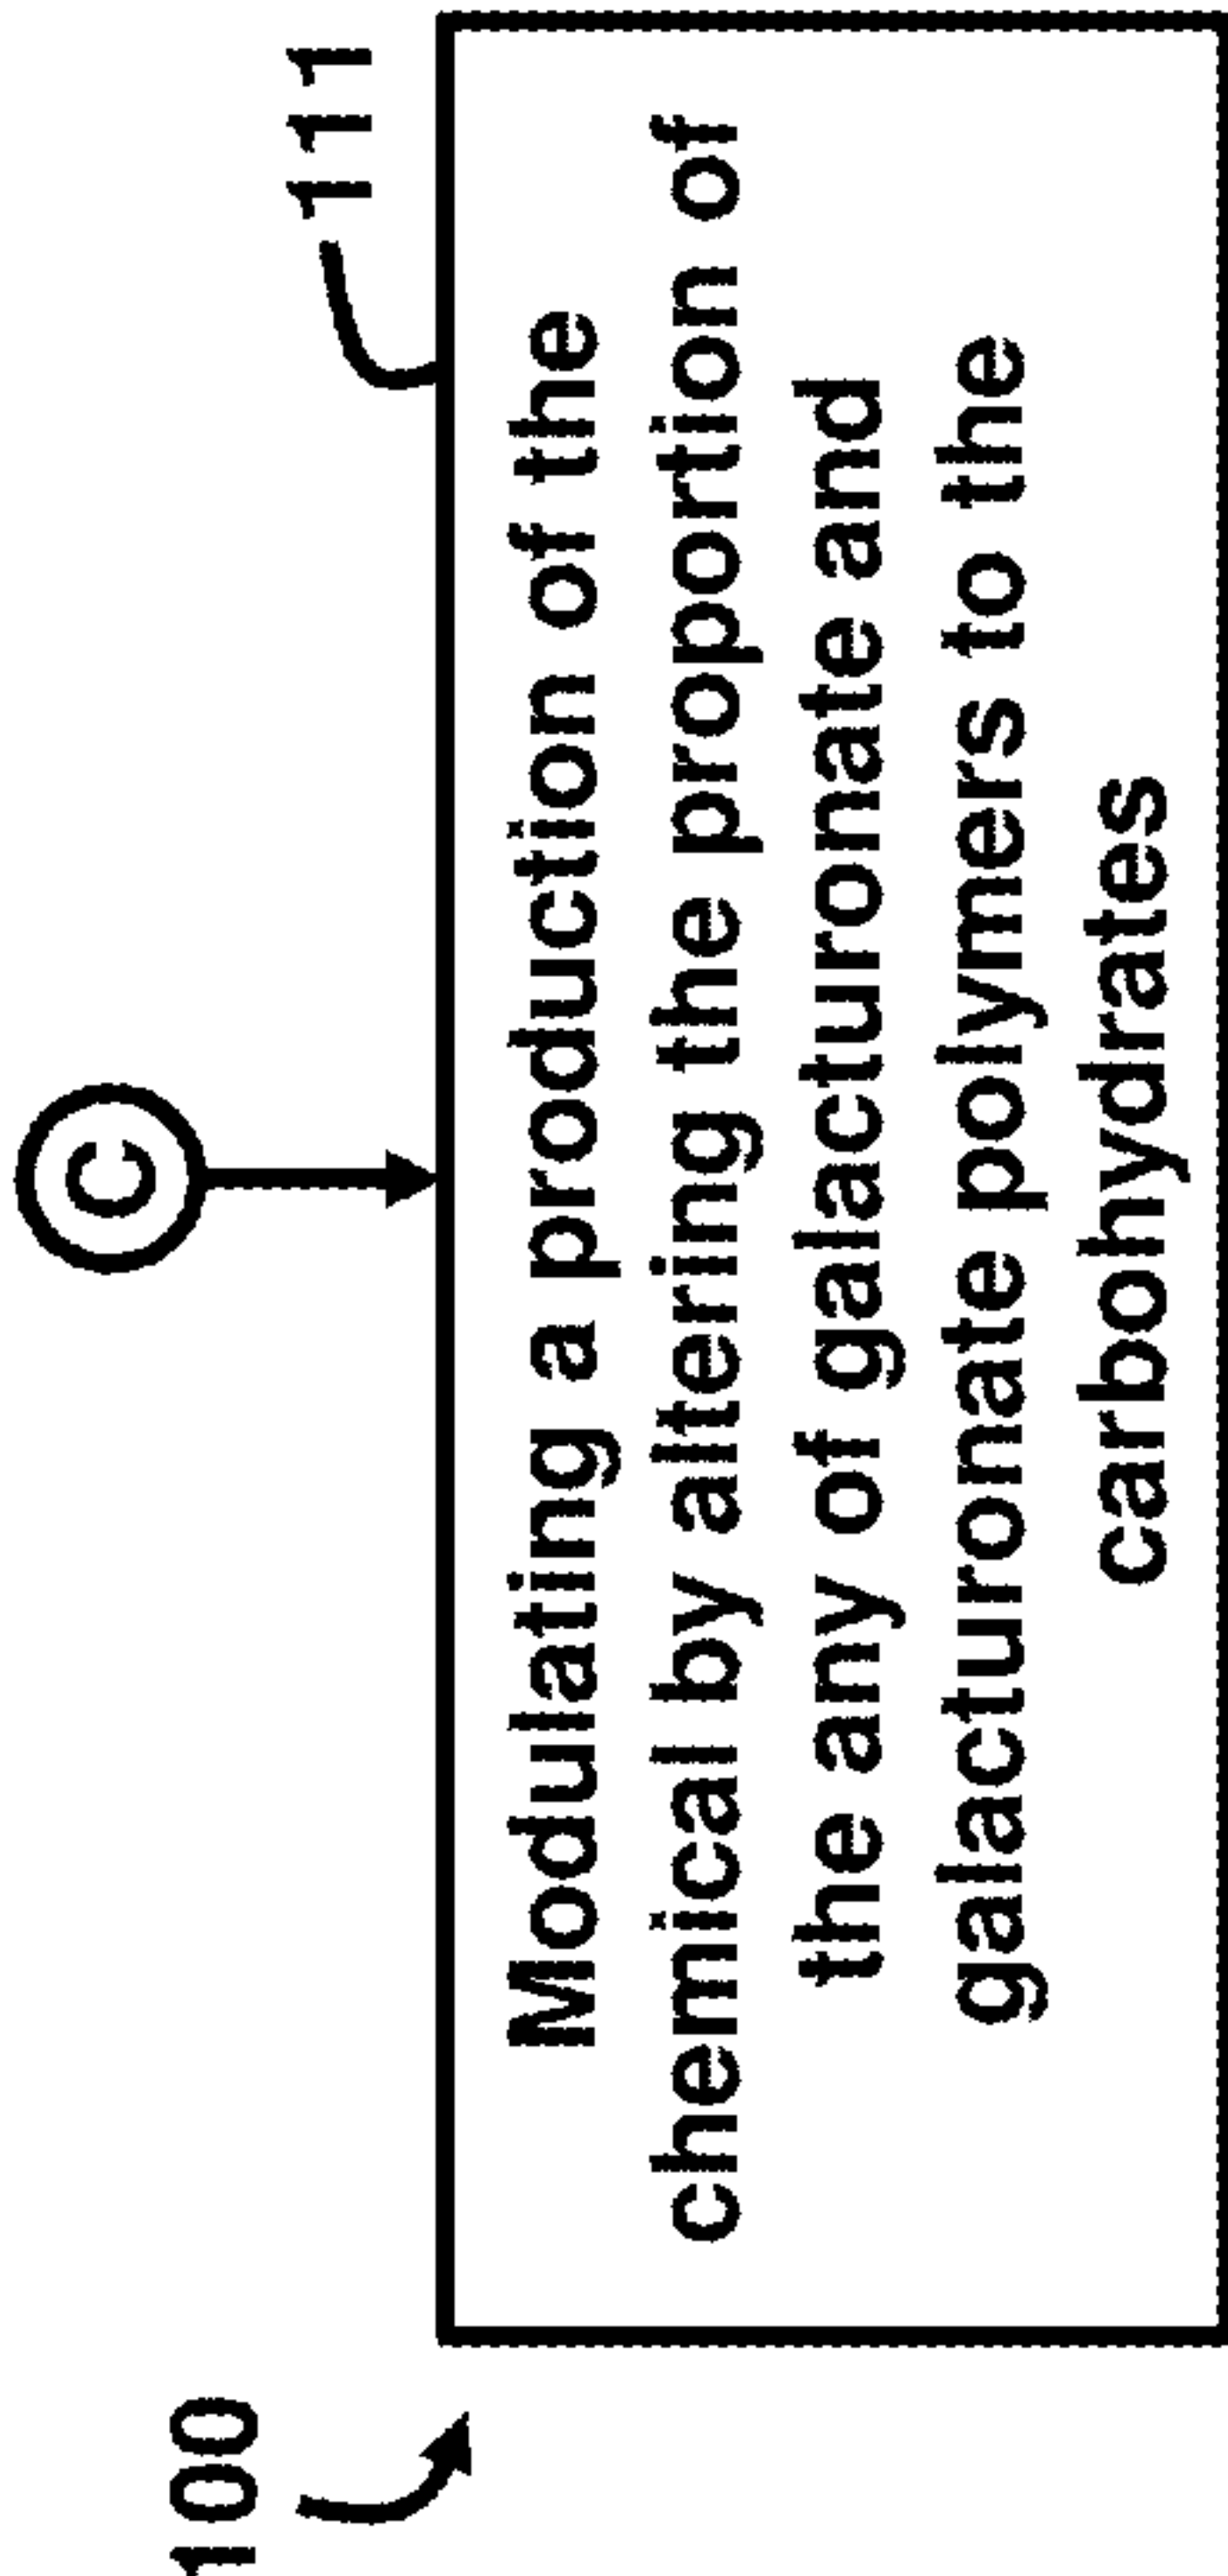 100
C
111
Modulating a production of the
chemical by altering the proportion of
the any of galacturonate and
galacturonate polymers to the
carbohydrates